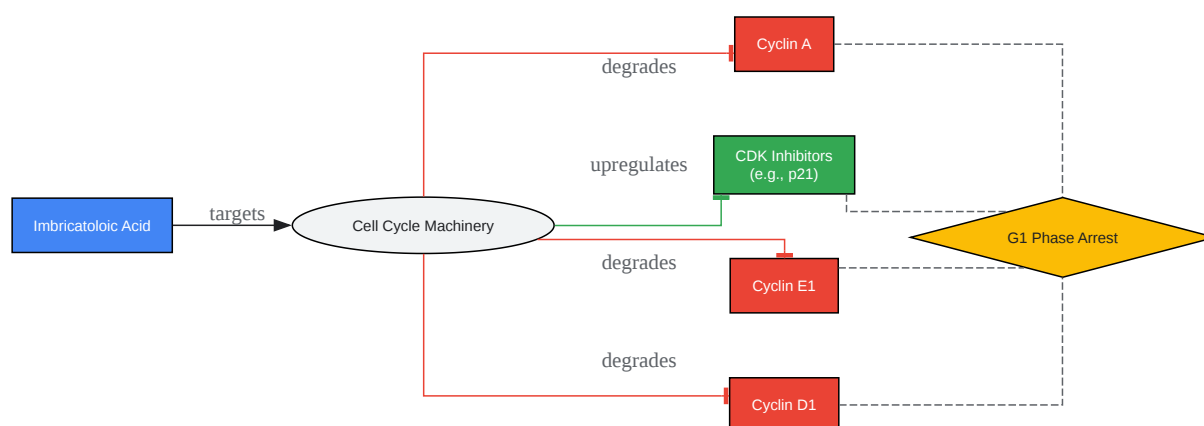 Cyclin A
degrades
CDK Inhibitors
(e.g., p21)
upregulates
Imbricatoloic Acid
targets
Cell Cycle Machinery
G1 Phase Arrest
degrades
Cyclin E1
degrades
Cyclin D1